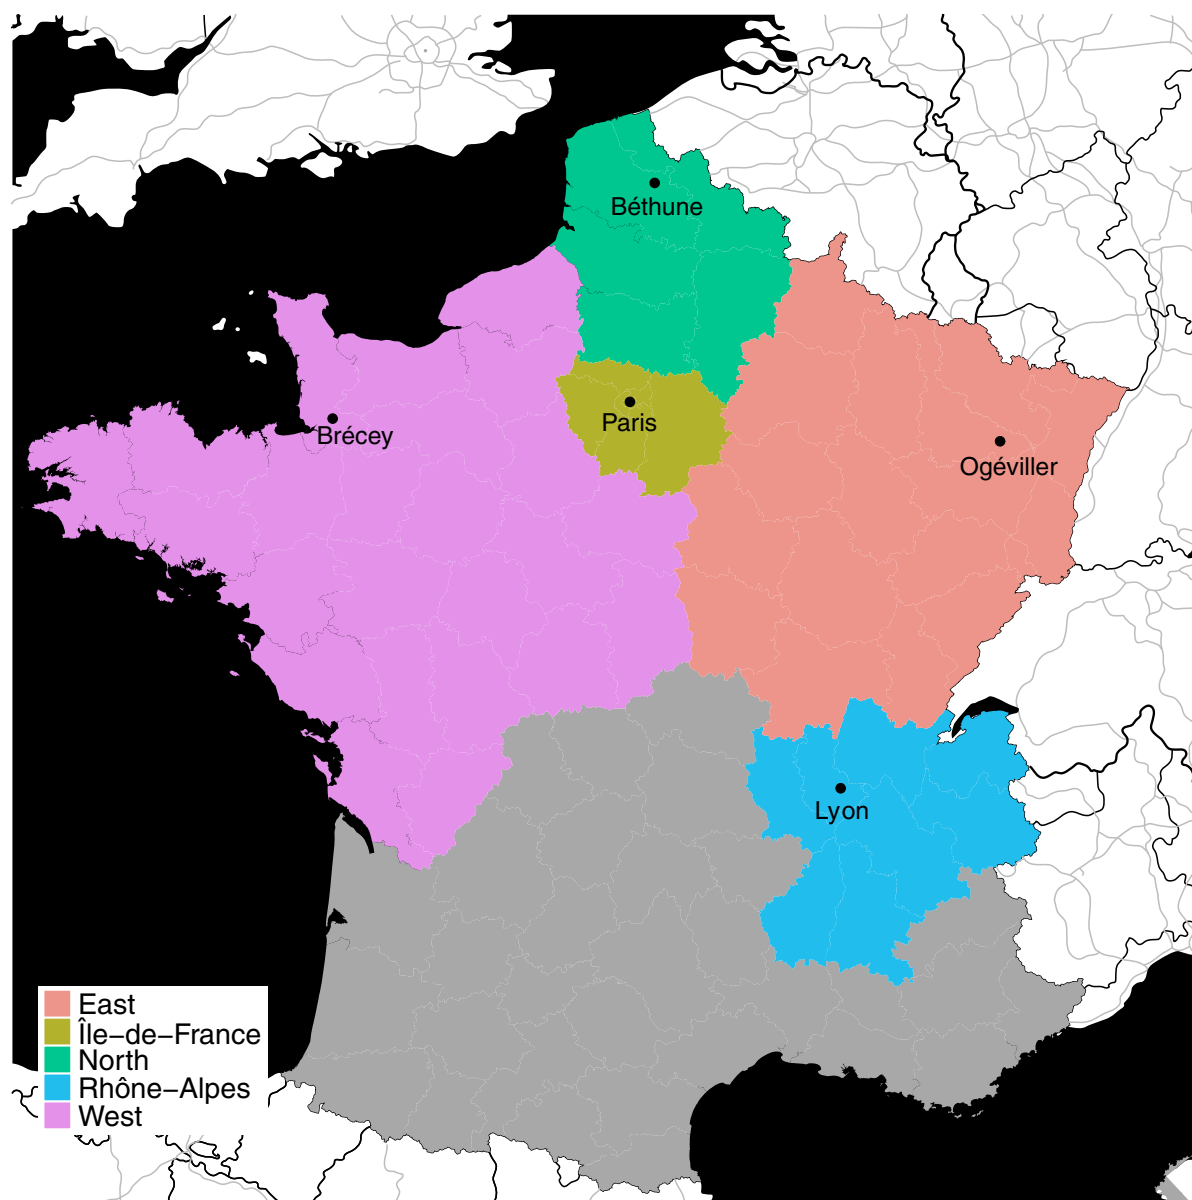 Béthune
Paris
Brécey
Ogéviller
Lyon
East
Île−de−France
North
Rhône−Alpes
West